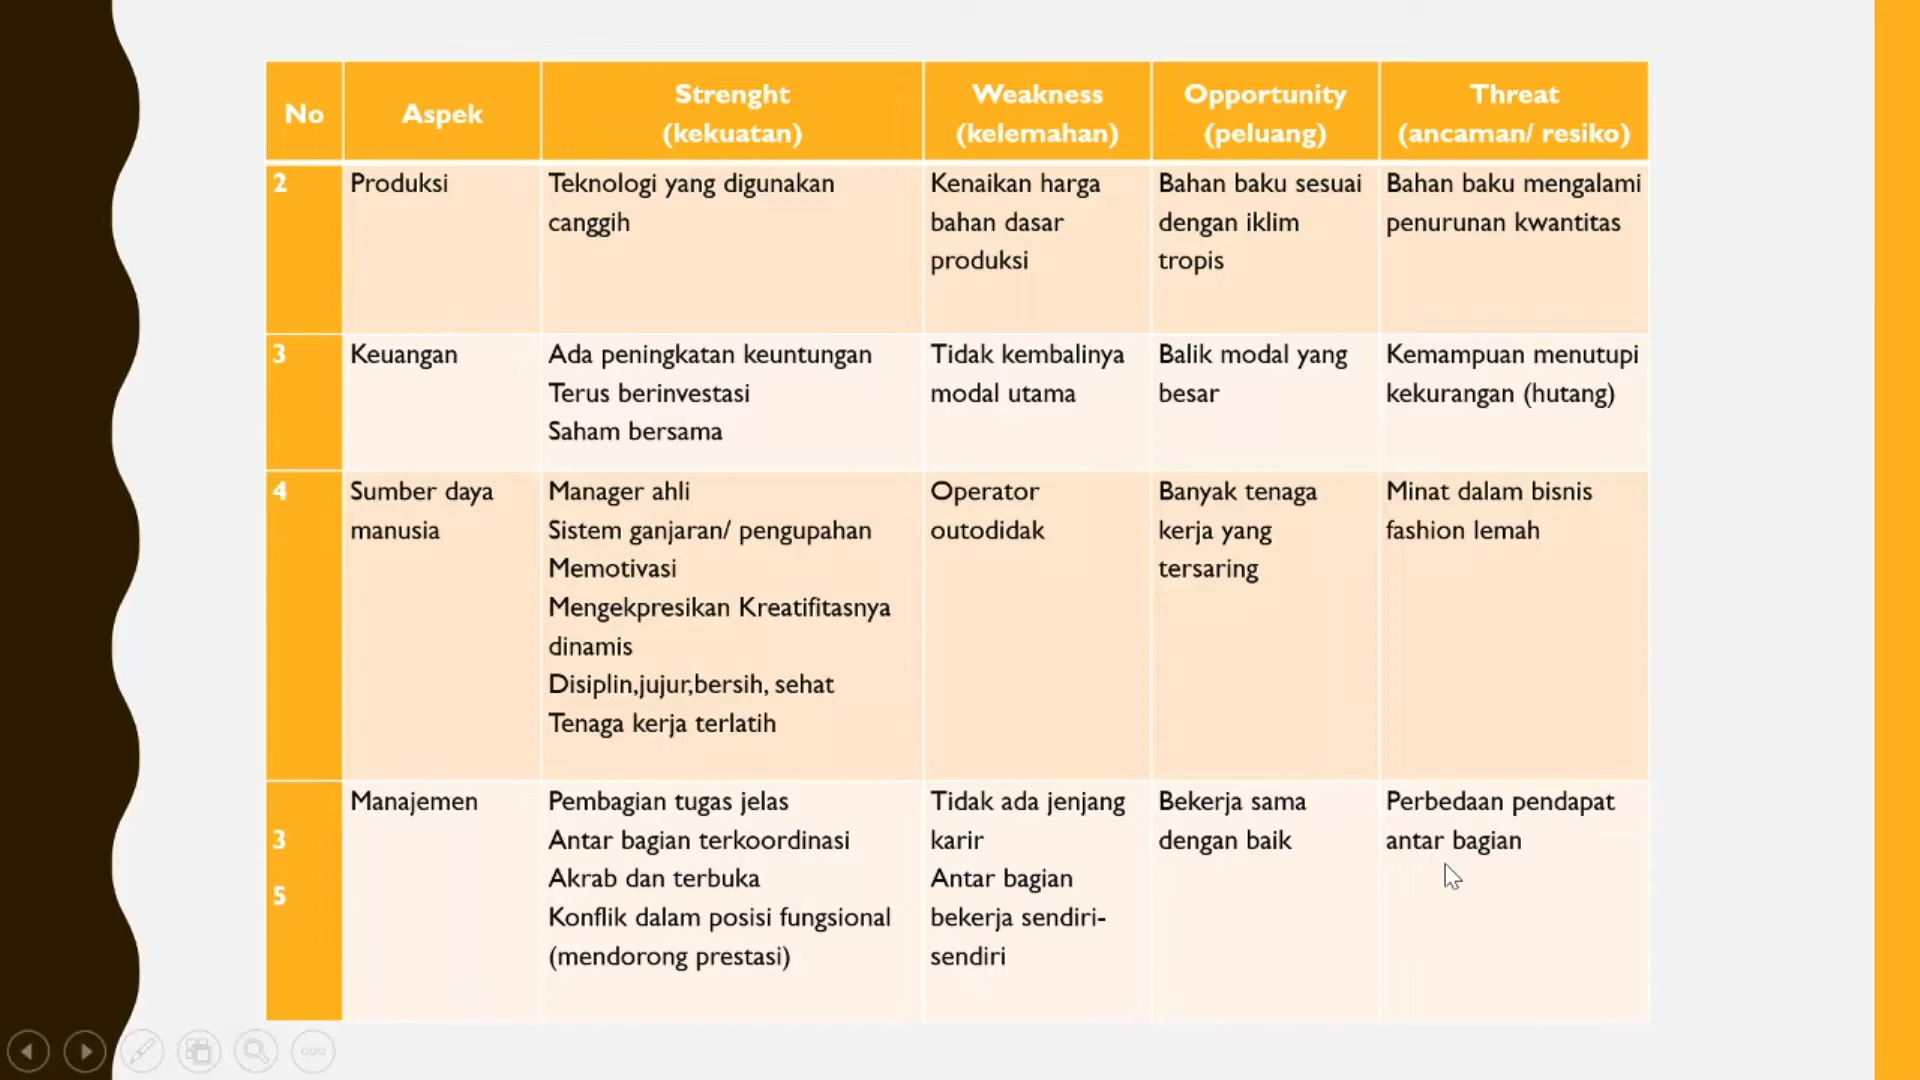 No
Aspek
Strenght
(kekuatan)
Weakness
(kelemahan)
Opportunity
(peluang)
Threat
(ancaman/ resiko)
2
Produksi
Teknologi yang digunakan
canggih
Kenaikan harga
bahan dasar
produksi
Bahan baku sesuai
dengan iklim
tropis
Bahan baku mengalami
penurunan kwantitas
3
Keuangan
Ada peningkatan keuntungan
Terus berinvestasi
Saham bersama
Tidak kembalinya
modal utama
Balik modal yang
besar
Kemampuan menutupi
kekurangan (hutang)
4
Sumber daya
manusia
Manager ahli
Sistem ganjaran/ pengupahan
Memotivasi
Mengekpresikan Kreatifitasnya
dinamis
Disiplin,jujur,bersih, sehat
Tenaga kerja terlatih
Operator
outodidak
Banyak tenaga
kerja yang
tersaring
Minat dalam bisnis
fashion lemah
3
5
Manajemen
Pembagian tugas jelas
Antar bagian terkoordinasi
Akrab dan terbuka
Konflik dalam posisi fungsional
(mendorong prestasi)
Tidak ada jenjang
karir
Antar bagian
bekerja sendiri-
sendiri
Bekerja sama
dengan baik
Perbedaan pendapat
antar bagian